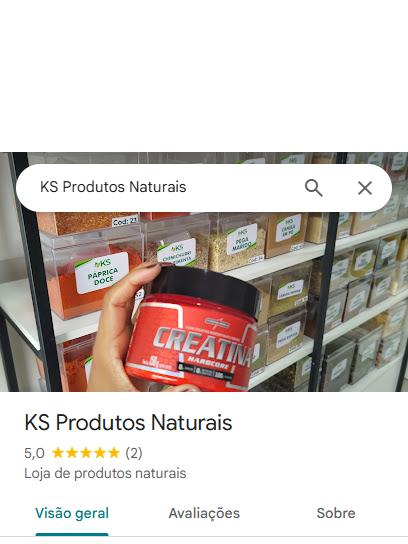 KS Produtos Naturais
Cod: 23
KS
PÁPRICA
DOCE
KS
CHIMICHURRI
KS
PEGA
MARIDO
KS
CANELA
EM PÓ
CREATINA
HARDCORE
KS Produtos Naturais
5,0 ★★★★★ (2)
Loja de produtos naturais
Visão geral
Avaliações
Sobre